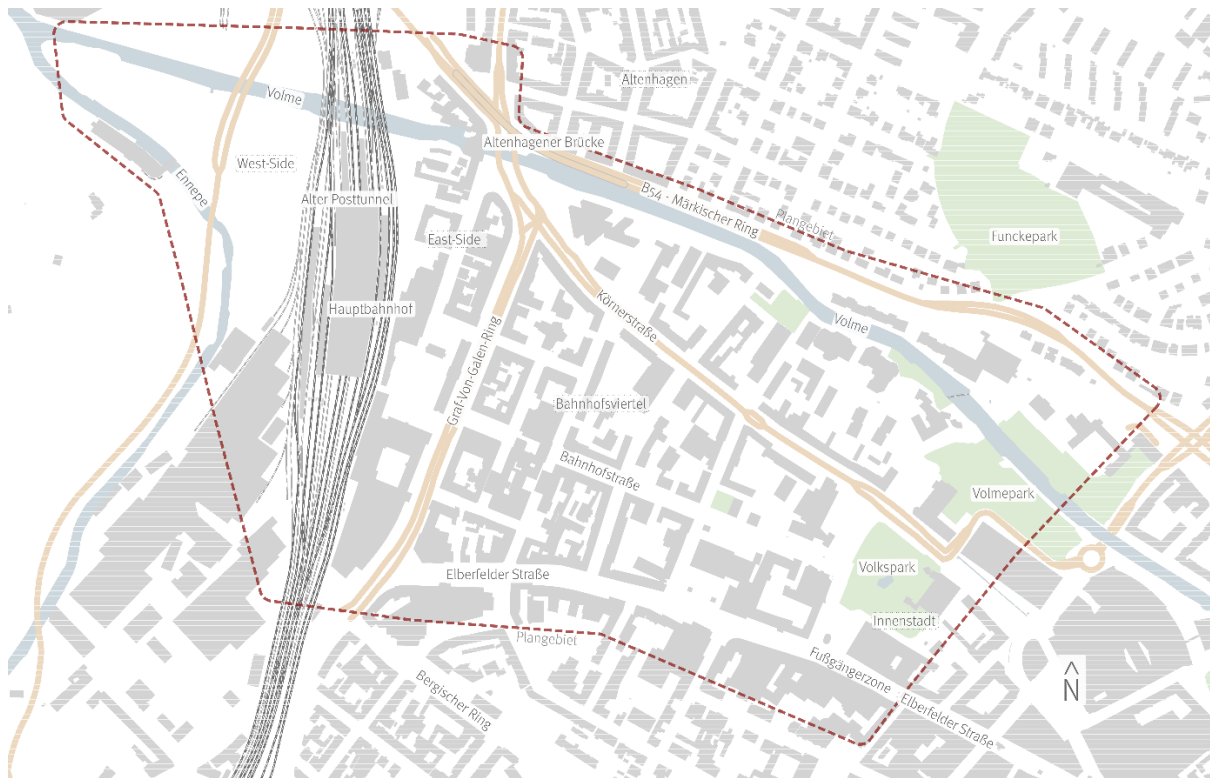 Altenhagen
Volme
Altenhagener Brücke
West-Side
Ennepe
B54 - Märkischer Ring
Alter Posttunnel
Plangebiet
East-Side
Funckepark
Hauptbahnhof
Körnerstraße
Volme
Graf-Von-Galen-Ring
Bahnhofsviertel
Bahnhofstraße
Volmepark
Elberfelder Straße
Volkspark
Innenstadt
Plangebiet
Fußgängerzone - Elberfelder Straße
Bergischer Ring
N